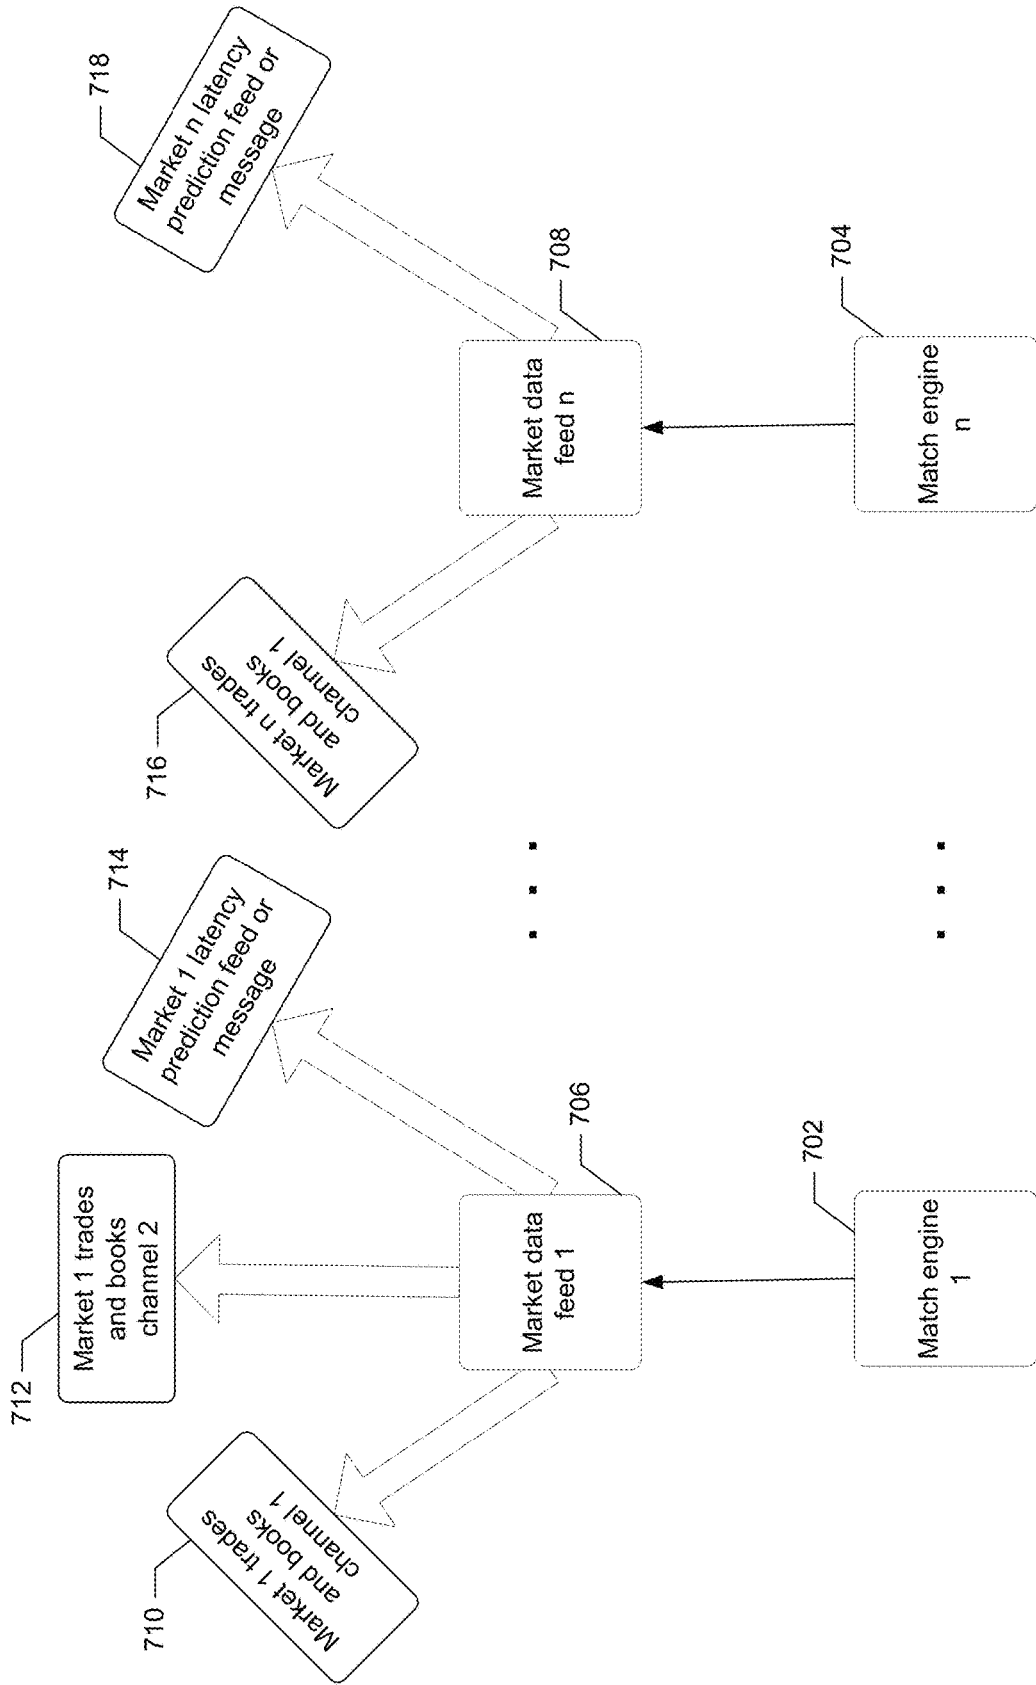 712
Market 1 trades
and books
channel 2
710
Market 1 trades
and books
channel 1
714
Market 1 latency
prediction feed or
message
716
Market n trades
and books
channel 1
718
Market n latency
prediction feed or
message
706
Market data
feed 1
708
Market data
feed n
702
Match engine
1
704
Match engine
n